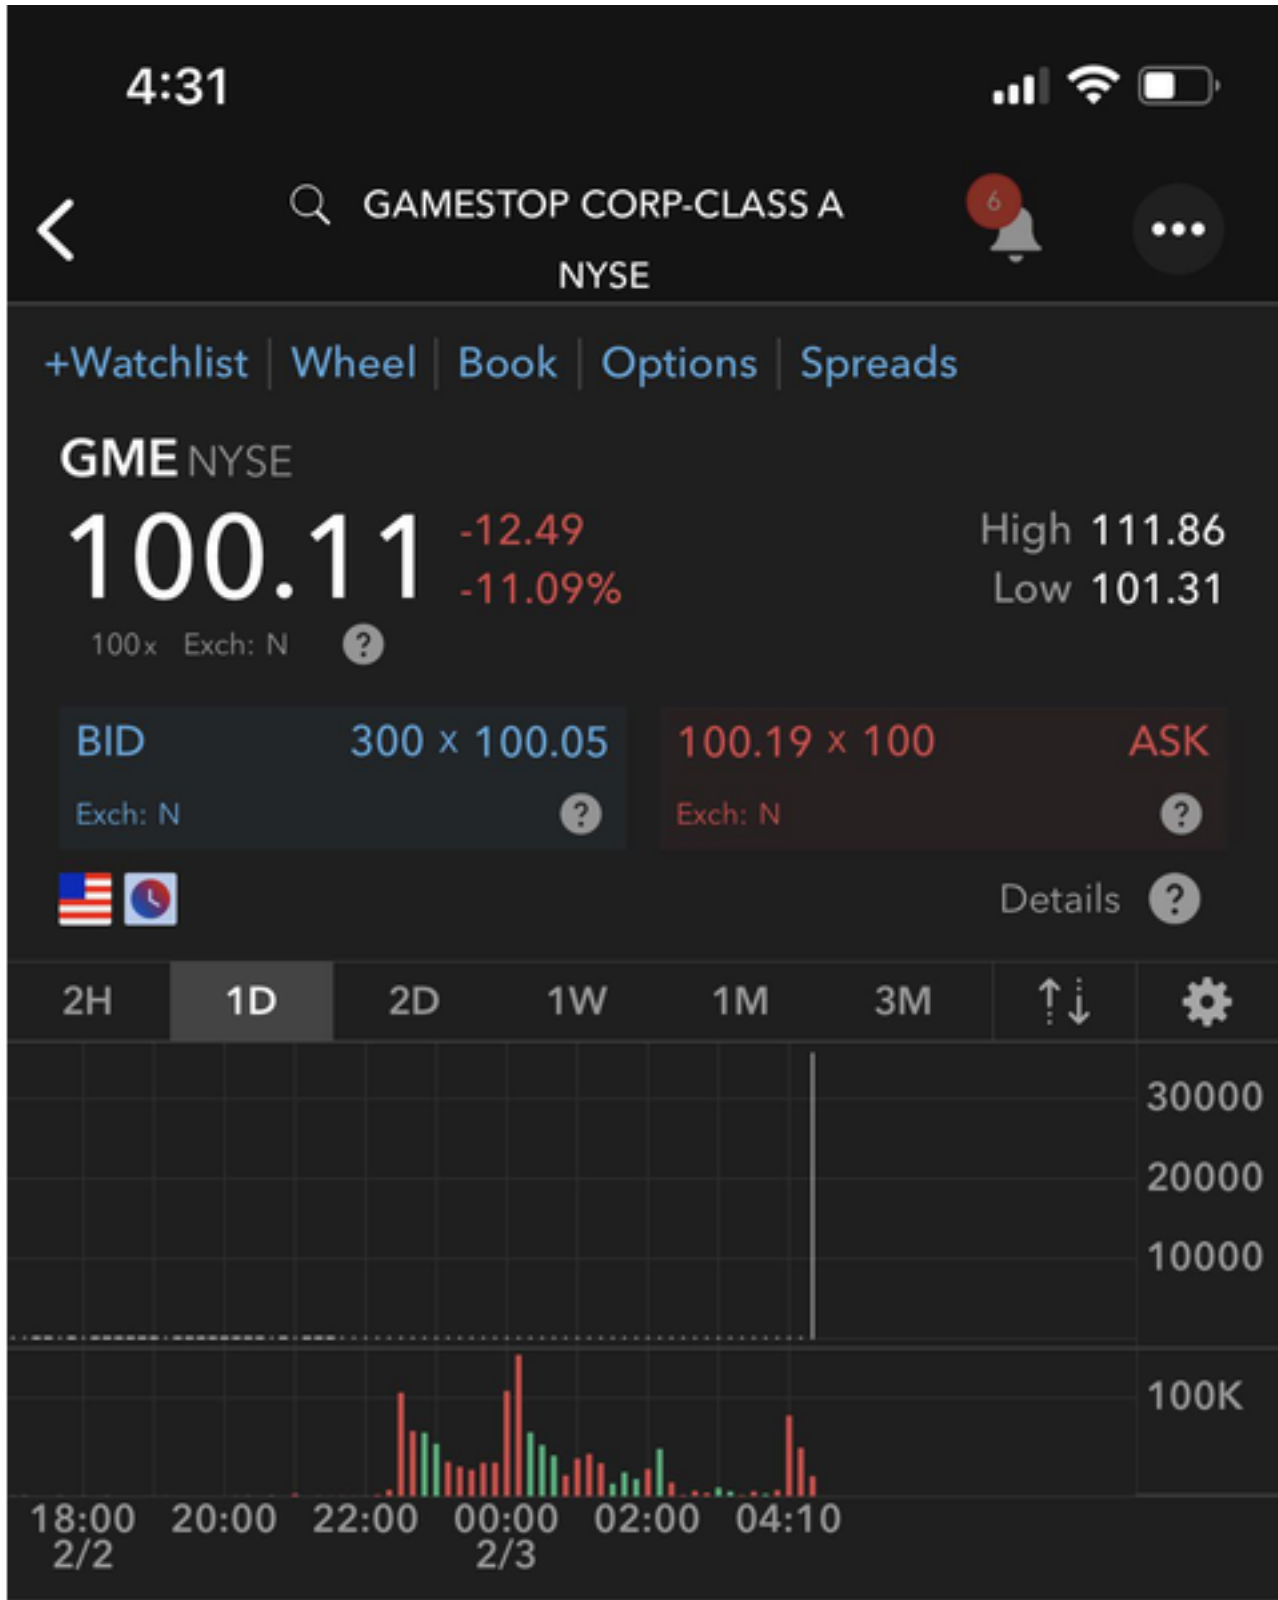 4:31
GAMESTOP CORP-CLASS A
6
NYSE
+Watchlist | Wheel | Book | Options | Spreads
GME NYSE
100.11 -12.49 High 111.86
-11.09% Low 101.31
100x Exch: N ?
BID 300 x 100.05 100.19 x 100 ASK
Exch: N ? Exch: N ?
Details ?
2H 1D 2D 1W 1M 3M
30000
20000
10000
100K
18:00 20:00 22:00 00:00 02:00 04:10
2/2 2/3